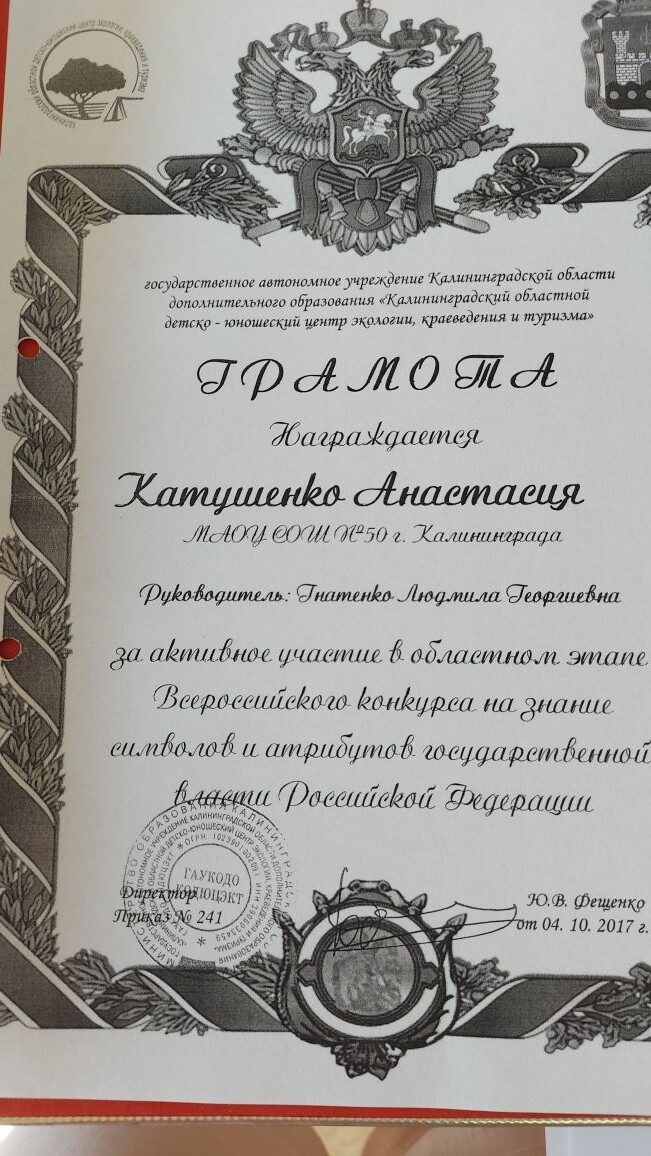 государственное автономное учреждение Калининградской области
дополнительного образования «Калининградский областной
детско - юношеский центр экологии, краеведения и туризма»
ГРАМОТА
Награждается
Катушенко Анастасия
МАОУ СОШ №50 г. Калининграда
Руководитель: Гнатенко Людмила Георгиевна
за активное участие в областном этапе
Всероссийского конкурса на знание
символов и атрибутов государственной
власти Российской Федерации
ГАУКОДО
КОДЮЦЭКТ
Директор
Ю.В. Фещенко
Приказ № 241
от 04. 10. 2017 г.